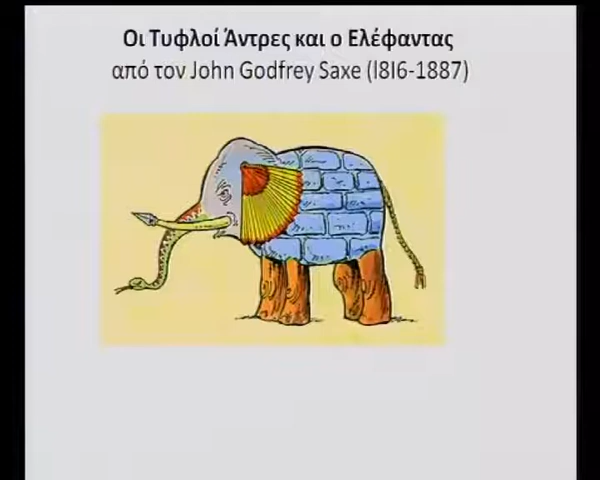 Οι Τυφλοί Άντρες και ο Ελέφαντας
από τον John Godfrey Saxe (I8I6-1887)